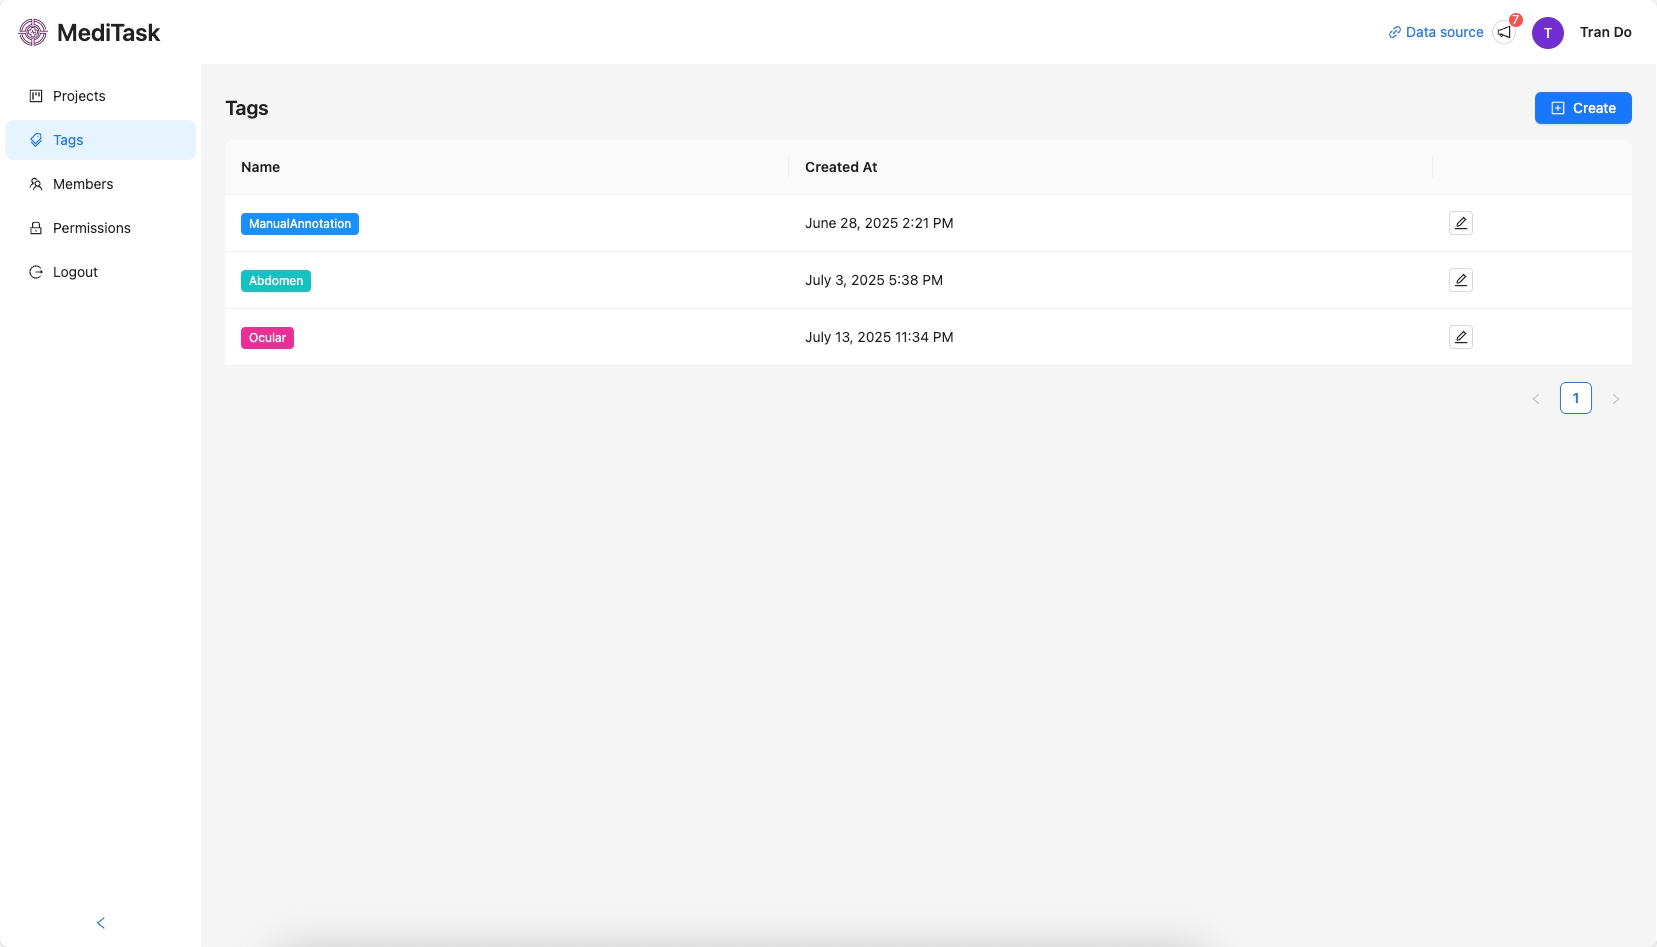 MediTask
Data source
7
T
Tran Do
Projects
Tags
Members
Permissions
Logout
Tags
Create
Name
Created At
ManualAnnotation
June 28, 2025 2:21 PM
Abdomen
July 3, 2025 5:38 PM
Ocular
July 13, 2025 11:34 PM
1